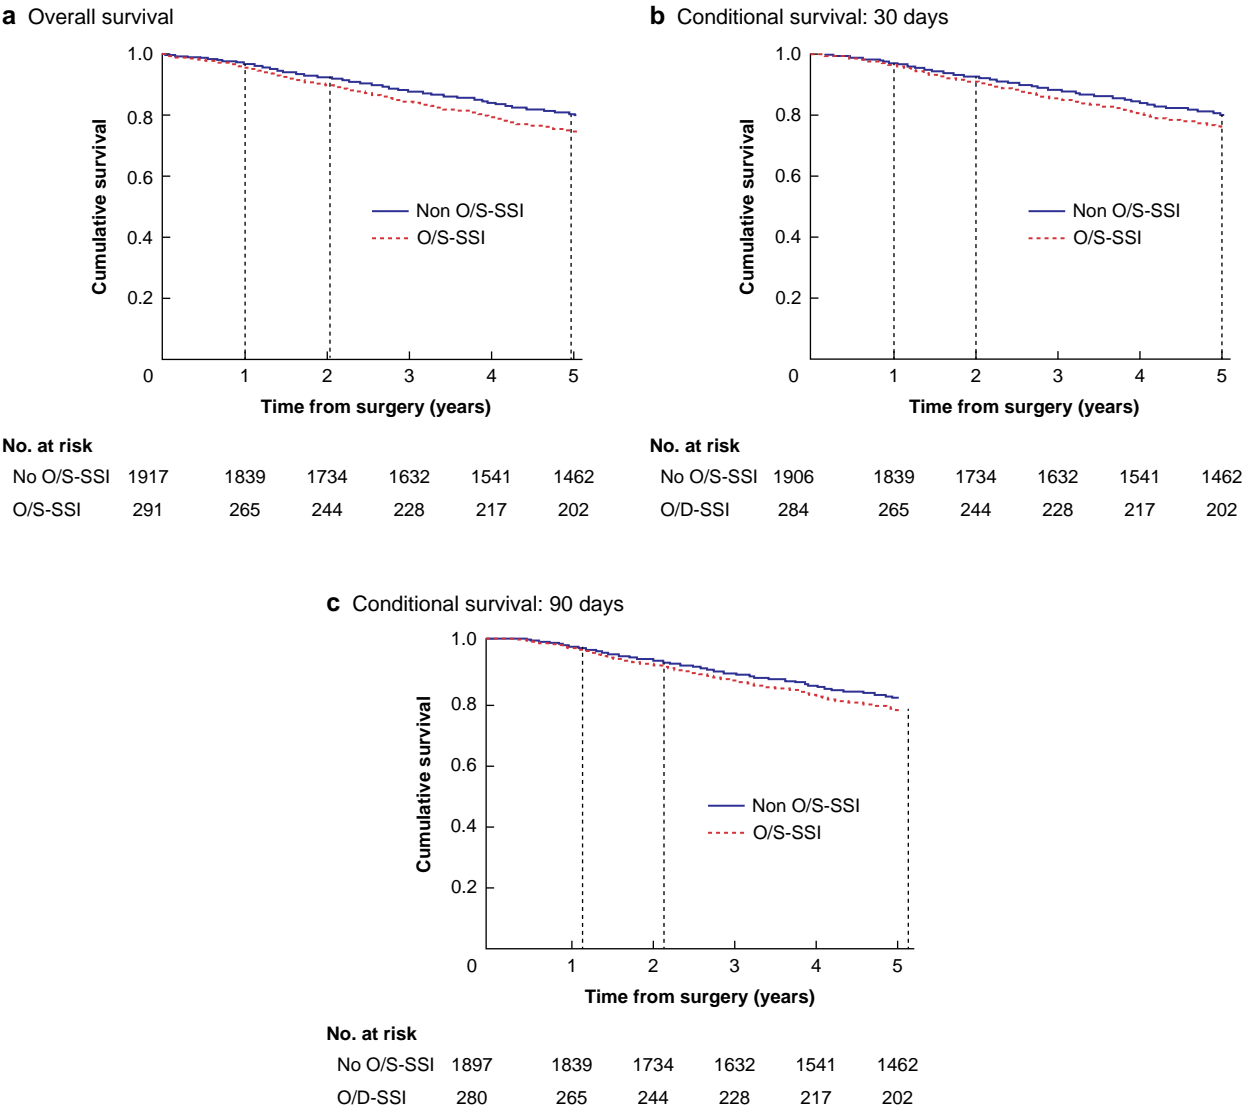 a Overall survival
1.0
0.8
0.6
0.4
0.2
0
1
2
3
4
5
Cumulative survival
Non O/S-SSI
O/S-SSI
Time from surgery (years)
No. at risk
No O/S-SSI 1917 1839 1734 1632 1541 1462
O/S-SSI 291 265 244 228 217 202
b Conditional survival: 30 days
1.0
0.8
0.6
0.4
0.2
0
1
2
3
4
5
Cumulative survival
Non O/S-SSI
O/S-SSI
Time from surgery (years)
No. at risk
No O/S-SSI 1906 1839 1734 1632 1541 1462
O/D-SSI 284 265 244 228 217 202
c Conditional survival: 90 days
1.0
0.8
0.6
0.4
0.2
0
1
2
3
4
5
Cumulative survival
Non O/S-SSI
O/S-SSI
Time from surgery (years)
No. at risk
No O/S-SSI 1897 1839 1734 1632 1541 1462
O/D-SSI 280 265 244 228 217 202